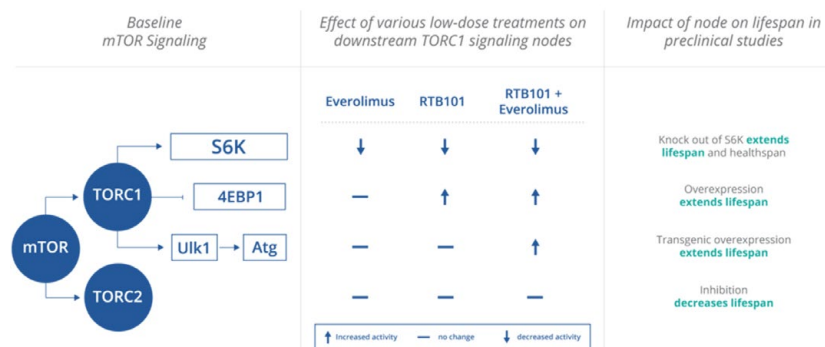 Baseline
mTOR Signaling
Effect of various low-dose treatments on
downstream TORC1 signaling nodes
Impact of node on lifespan in
preclinical studies
Everolimus
RTB101
RTB101 +
Everolimus
mTOR
TORC1
TORC2
S6K
4EBP1
Ulk1
Atg
Knock out of S6K extends
lifespan and healthspan
Overexpression
extends lifespan
Transgenic overexpression
extends lifespan
Inhibition
decreases lifespan
Increased activity
no change
decreased activity